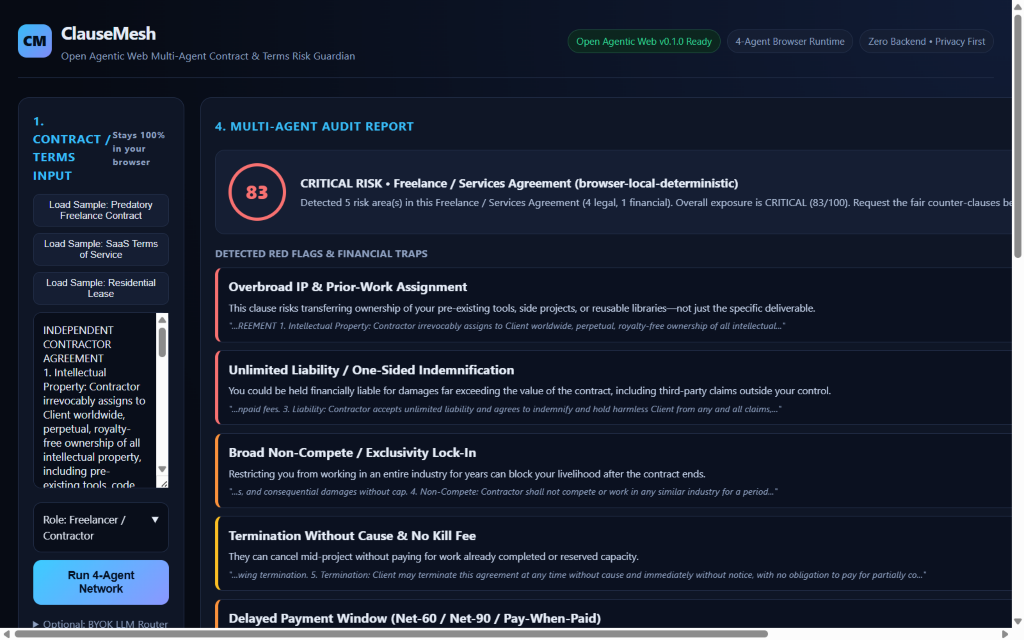 CM
ClauseMesh
Open Agentic Web Multi-Agent Contract & Terms Risk Guardian
Open Agentic Web v0.1.0 Ready
4-Agent Browser Runtime
Zero Backend • Privacy First
1.
CONTRACT /
TERMS
INPUT
Stays 100%
in your
browser
Load Sample: Predatory
Freelance Contract
Load Sample: SaaS Terms
of Service
Load Sample: Residential
Lease
INDEPENDENT
CONTRACTOR
AGREEMENT
1. Intellectual
Property: Contractor
irrevocably assigns to
Client worldwide,
perpetual, royalty-
free ownership of all
intellectual property,
including pre-
existing tools, code,
Role: Freelancer /
Contractor
▼
Run 4-Agent
Network
▶ Optional: BYOK LLM Router
4. MULTI-AGENT AUDIT REPORT
83
CRITICAL RISK • Freelance / Services Agreement (browser-local-deterministic)
Detected 5 risk area(s) in this Freelance / Services Agreement (4 legal, 1 financial). Overall exposure is CRITICAL (83/100). Request the fair counter-clauses be
DETECTED RED FLAGS & FINANCIAL TRAPS
Overbroad IP & Prior-Work Assignment
This clause risks transferring ownership of your pre-existing tools, side projects, or reusable libraries—not just the specific deliverable.
"...REEMENT 1. Intellectual Property: Contractor irrevocably assigns to Client worldwide, perpetual, royalty-free ownership of all intellectual..."
Unlimited Liability / One-Sided Indemnification
You could be held financially liable for damages far exceeding the value of the contract, including third-party claims outside your control.
"...npaid fees. 3. Liability: Contractor accepts unlimited liability and agrees to indemnify and hold harmless Client from any and all claims,..."
Broad Non-Compete / Exclusivity Lock-In
Restricting you from working in an entire industry for years can block your livelihood after the contract ends.
"...s, and consequential damages without cap. 4. Non-Compete: Contractor shall not compete or work in any similar industry for a period..."
Termination Without Cause & No Kill Fee
They can cancel mid-project without paying for work already completed or reserved capacity.
"...wing termination. 5. Termination: Client may terminate this agreement at any time without cause and immediately without notice, with no obligation to pay for partially co..."
Delayed Payment Window (Net-60 / Net-90 / Pay-When-Paid)